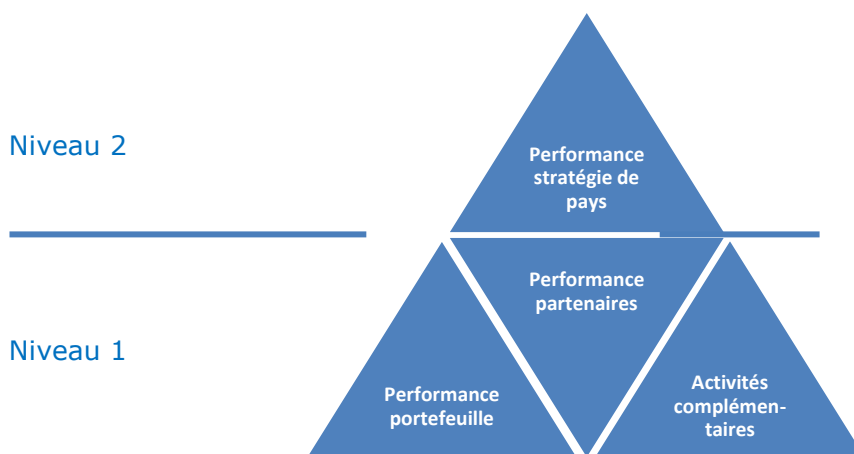 Niveau 2
Performance
stratégie de
pays
Performance
partenaires
Niveau 1
Performance
portefeuille
Activités
complémen-
taires